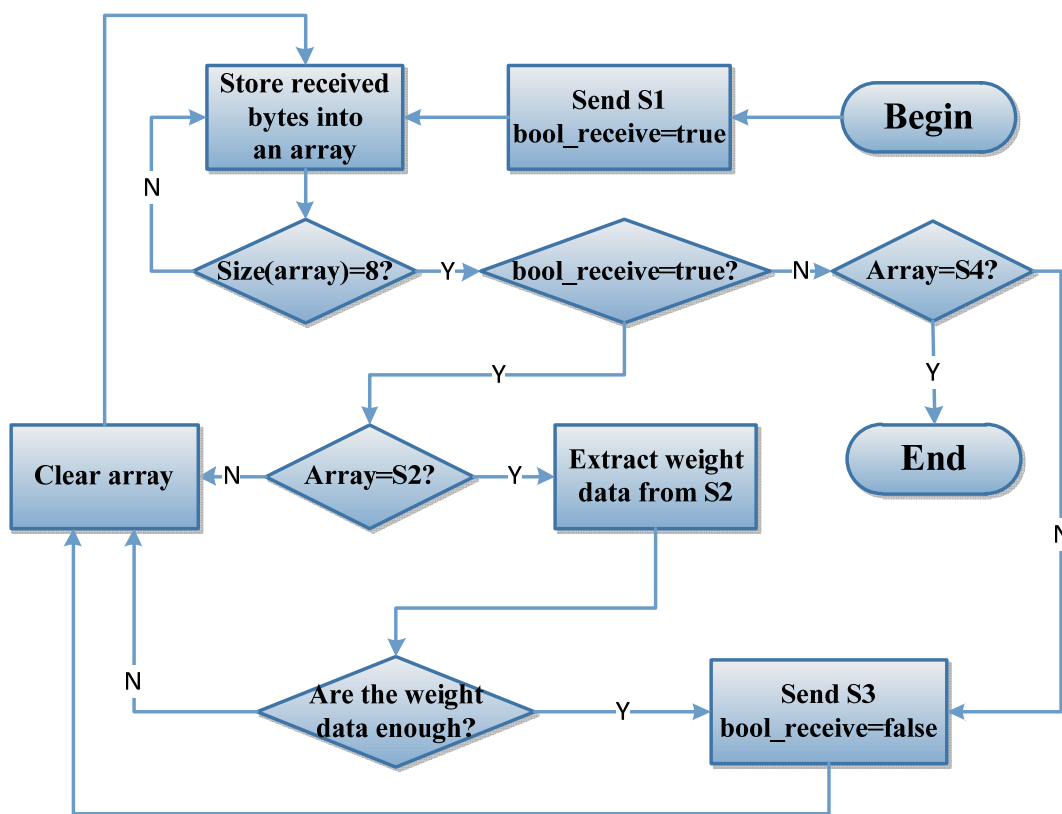 Store received
bytes into
an array
Send S1
bool_receive=true
Begin
N
Size(array)=8?
Y
bool_receive=true?
N
Array=S4?
Y
Y
End
Clear array
N
Array=S2?
Y
Extract weight
data from S2
N
N
Are the weight
data enough?
Y
Send S3
bool_receive=false